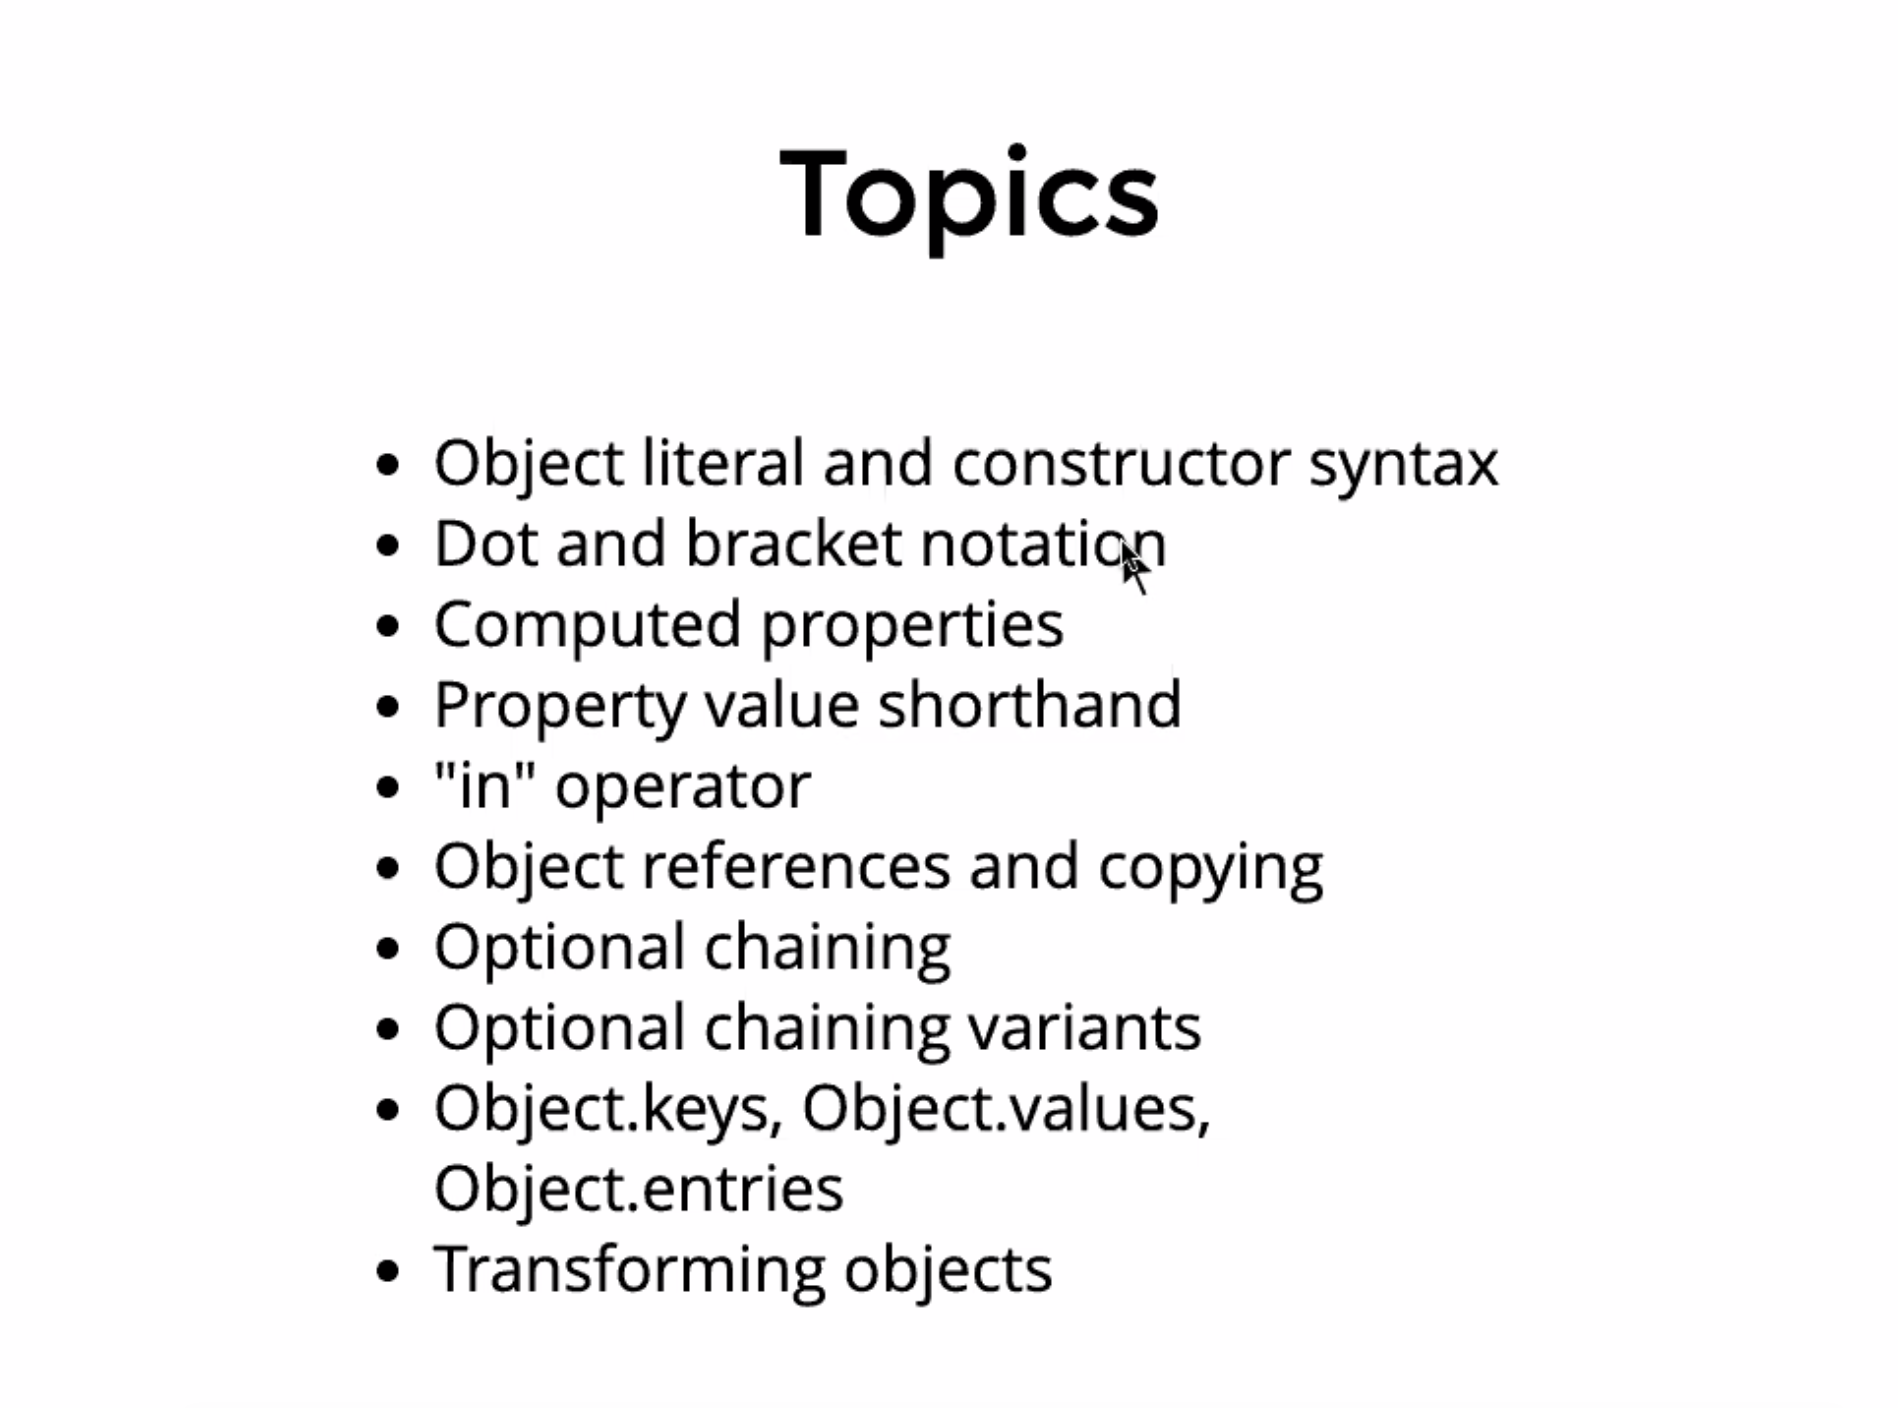 Topics
• Object literal and constructor syntax
• Dot and bracket notation
• Computed properties
• Property value shorthand
• "in" operator
• Object references and copying
• Optional chaining
• Optional chaining variants
• Object.keys, Object.values,
Object.entries
• Transforming objects